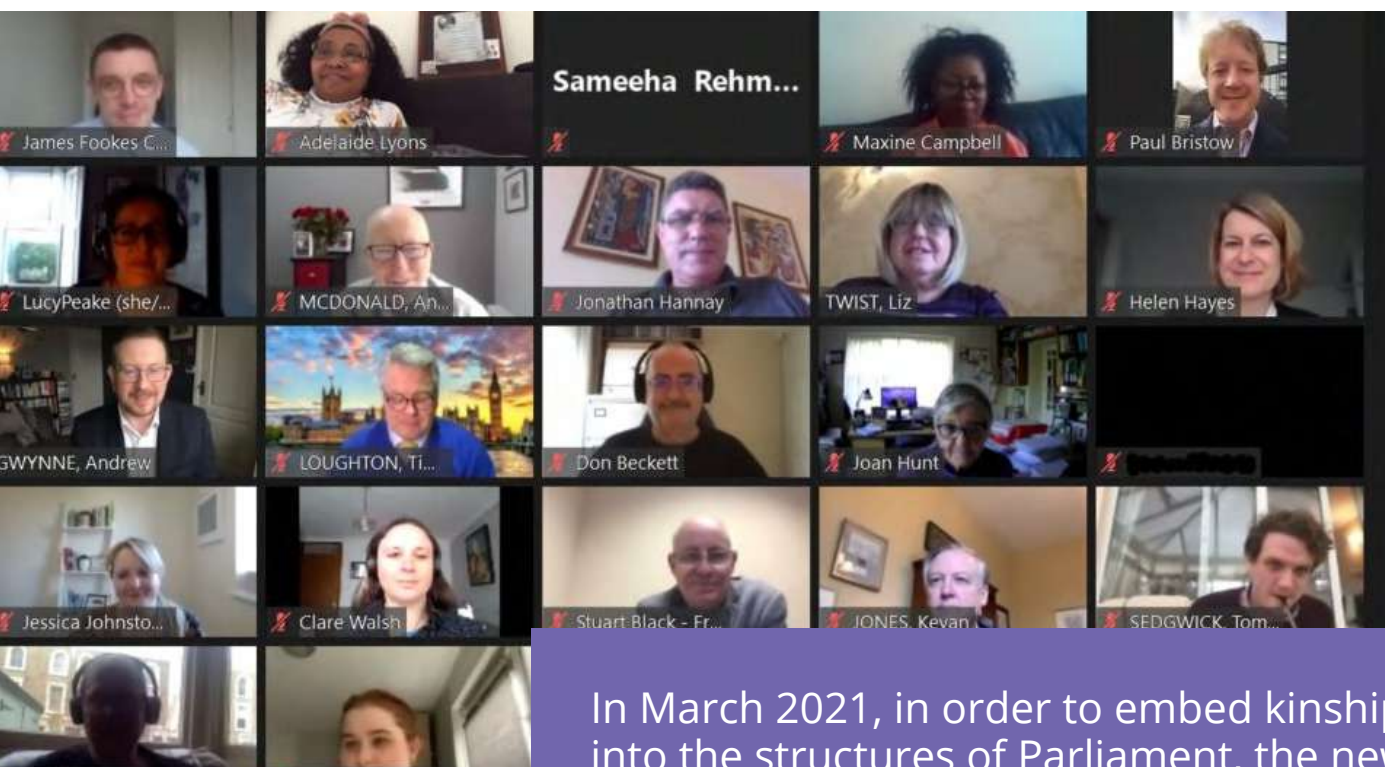 Sameeha Rehm...
James Fookes C...
Adelaide Lyons
Maxine Campbell
Paul Bristow
LucyPeake (she/...
MCDONALD, An...
Jonathan Hannay
TWIST, Liz
Helen Hayes
GWYNNE, Andrew
LOUGHTON, Ti...
Don Beckett
Joan Hunt
Jessica Johnsto...
Clare Walsh
Stuart Black - Fr...
JONES, Kevan
SEDGWICK, Tom...
In March 2021, in order to embed kinship
into the structures of Parliament, the new